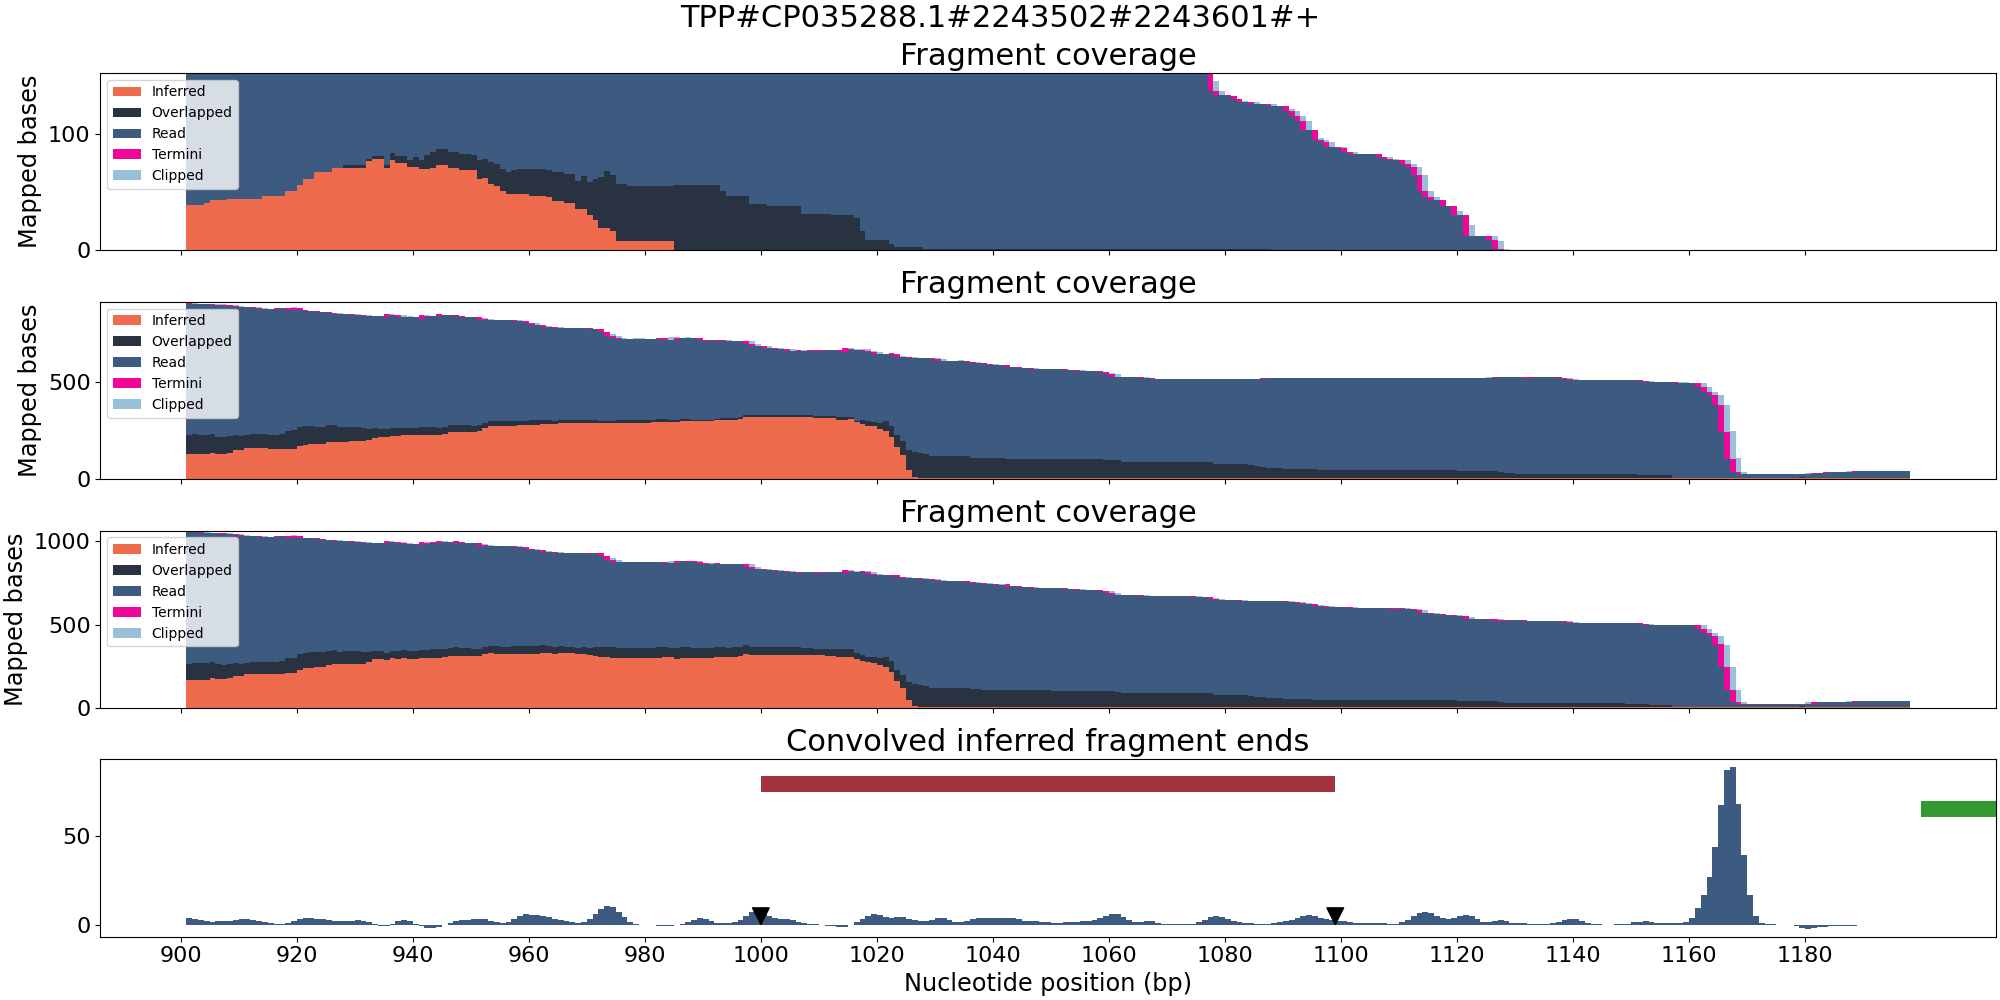 TPP#CP035288.1#2243502#2243601#+
Fragment coverage
Mapped bases
100
0
Inferred
Overlapped
Read
Termini
Clipped
Fragment coverage
Mapped bases
500
0
Inferred
Overlapped
Read
Termini
Clipped
Fragment coverage
Mapped bases
1000
500
0
Inferred
Overlapped
Read
Termini
Clipped
Convolved inferred fragment ends
50
0
900 920 940 960 980 1000 1020 1040 1060 1080 1100 1120 1140 1160 1180
Nucleotide position (bp)